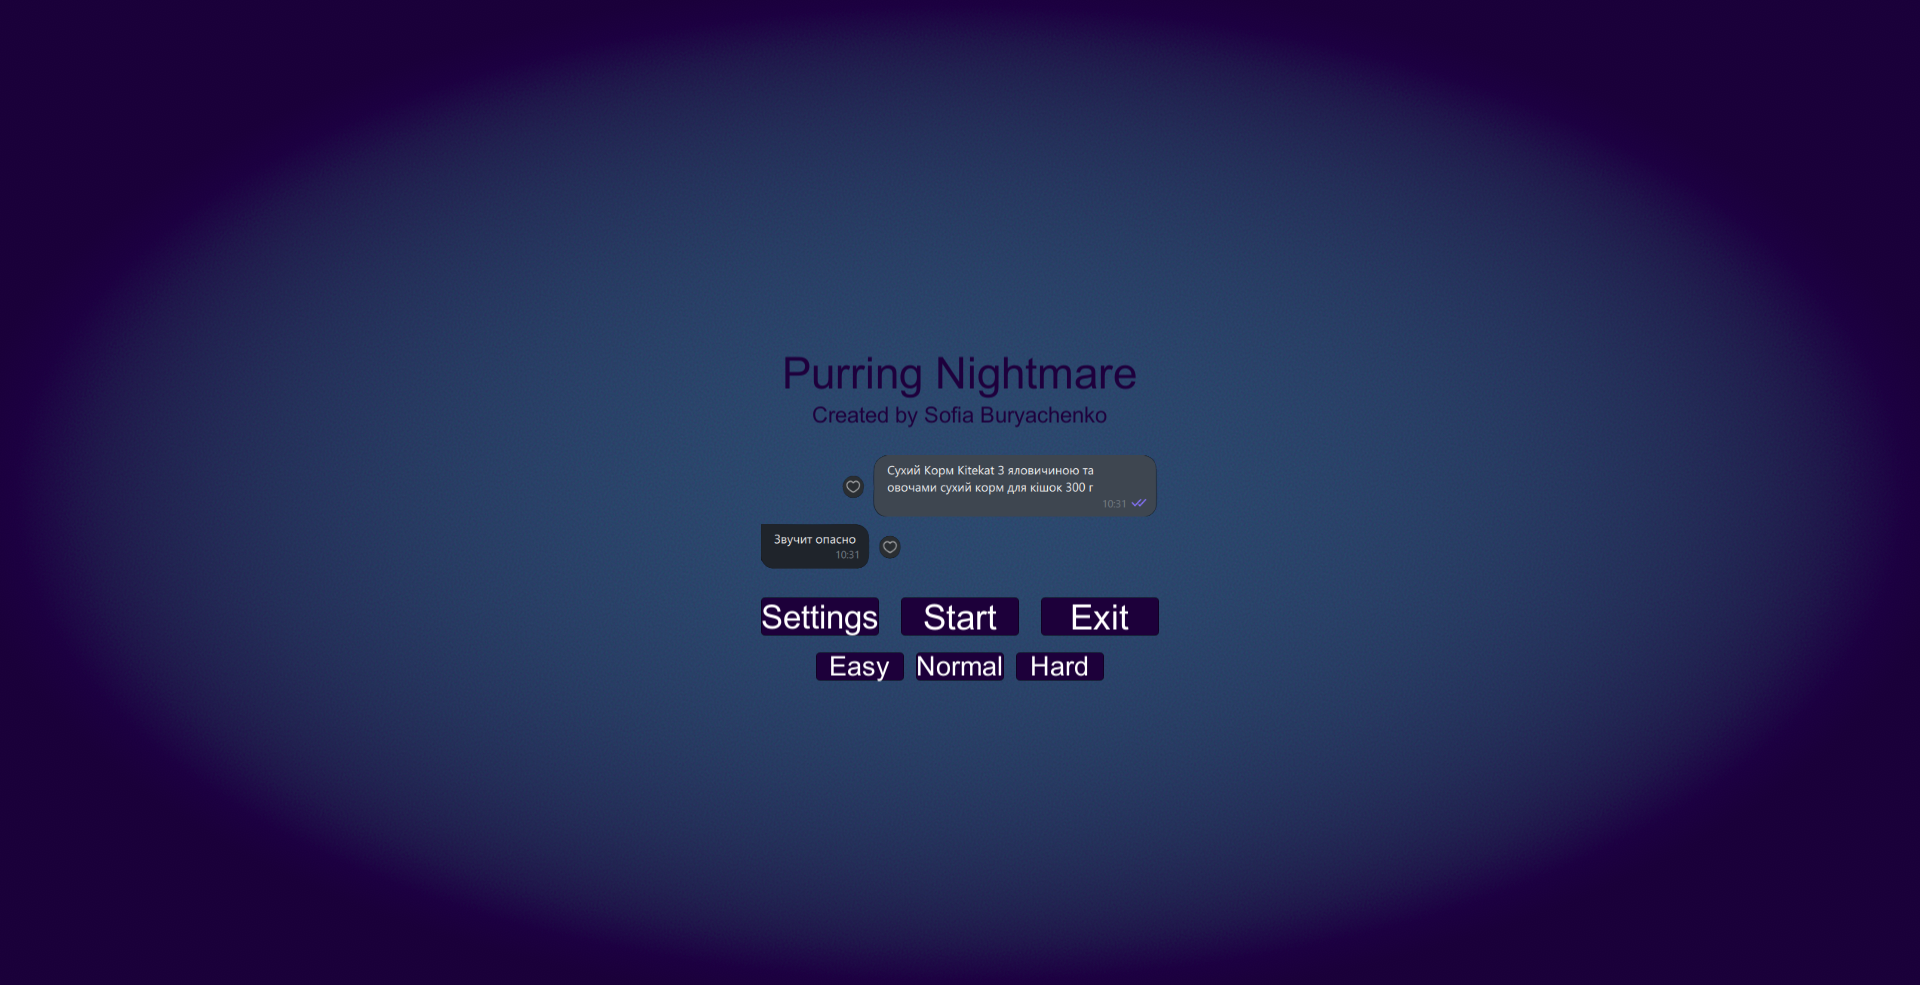 Purring Nightmare
Created by Sofia Buryachenko
Сухий Корм Kitekat З яловичиною та
овочами сухий корм для кішок 300 г
10:31
Звучит опасно
10:31
Settings Start Exit
Easy Normal Hard